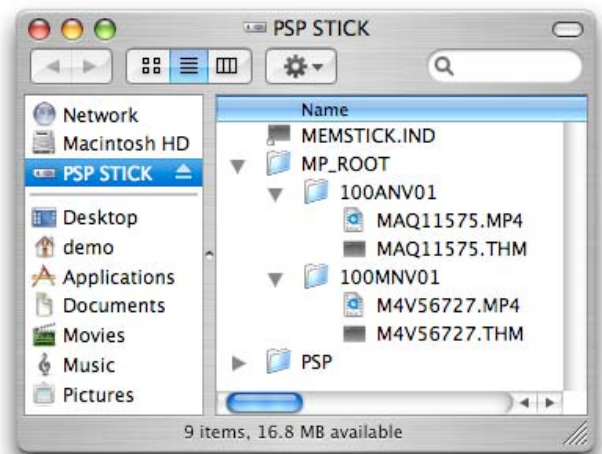 PSP STICK
Network
Macintosh HD
PSP STICK
Desktop
demo
Applications
Documents
Movies
Music
Pictures
Name
MEMSTICK.IND
MP_ROOT
100ANV01
MAQ11575.MP4
MAQ11575.THM
100MNV01
M4V56727.MP4
M4V56727.THM
PSP
9 items, 16.8 MB available